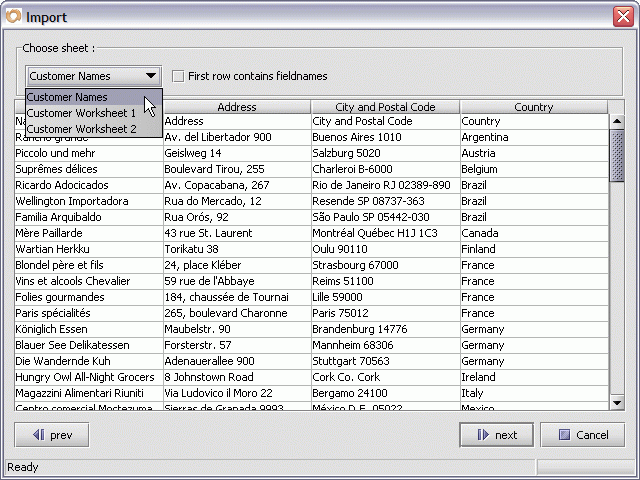 Import
Choose sheet :
Customer Names
First row contains fieldnames
Customer Names
Customer Worksheet 1
Customer Worksheet 2
Address City and Postal Code Country
Address City and Postal Code Country
Rancho grande Av. del Libertador 900 Buenos Aires 1010 Argentina
Piccolo und mehr Geislweg 14 Salzburg 5020 Austria
Suprêmes délices Boulevard Tirou, 255 Charleroi B-6000 Belgium
Ricardo Adocicados Av. Copacabana, 267 Rio de Janeiro RJ 02389-890 Brazil
Wellington Importadora Rua do Mercado, 12 Resende SP 08737-363 Brazil
Familia Arquibaldo Rua Orós, 92 São Paulo SP 05442-030 Brazil
Mère Paillarde 43 rue St. Laurent Montréal Québec H1J 1C3 Canada
Wartian Herkku Torikatu 38 Oulu 90110 Finland
Blondel père et fils 24, place Kléber Strasbourg 67000 France
Vins et alcools Chevalier 59 rue de l'Abbaye Reims 51100 France
Folies gourmandes 184, chaussée de Tournai Lille 59000 France
Paris spécialités 265, boulevard Charonne Paris 75012 France
Königlich Essen Maubelstr. 90 Brandenburg 14776 Germany
Blauer See Delikatessen Forsterstr. 57 Mannheim 68306 Germany
Die Wandernde Kuh Adenauerallee 900 Stuttgart 70563 Germany
Hungry Owl All-Night Grocers 8 Johnstown Road Cork Co. Cork Ireland
Magazzini Alimentari Riuniti Via Ludovico il Moro 22 Bergamo 24100 Italy
Centro comercial Moctezuma Sierras de Granada 9993 México D.F. 05022 Mexico
prev next Cancel
Ready